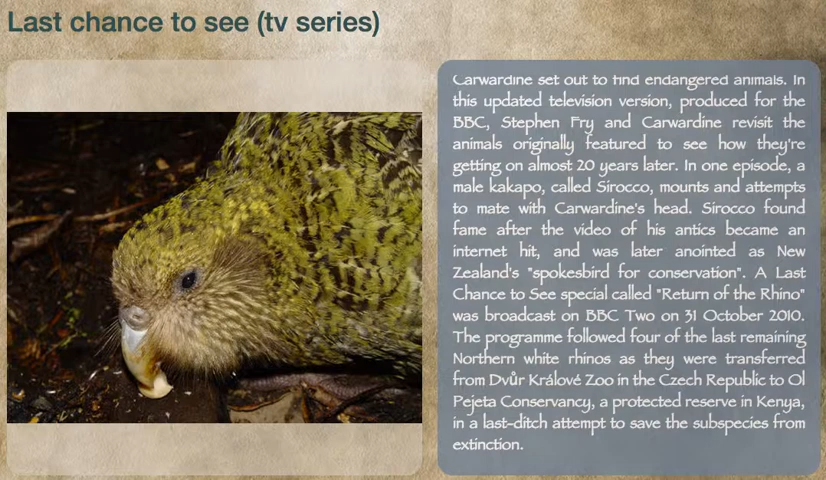 Last chance to see (tv series)
Carwardine set out to find endangered animals. In
this updated television version, produced for the
BBC, Stephen Fry and Carwardine revisit the
animals originally featured to see how they're
getting on almost 20 years later. In one episode, a
male kakapo, called Sirocco, mounts and attempts
to mate with Carwardine's head. Sirocco found
fame after the video of his antics became an
internet hit, and was later anointed as New
Zealand's "spokesbird for conservation". A Last
Chance to See special called "Return of the Rhino"
was broadcast on BBC Two on 31 October 2010.
The programme followed four of the last remaining
Northern white rhinos as they were transferred
from Dvůr Králové Zoo in the Czech Republic to Ol
Pejeta Conservancy, a protected reserve in Kenya,
in a last-ditch attempt to save the subspecies from
extinction.